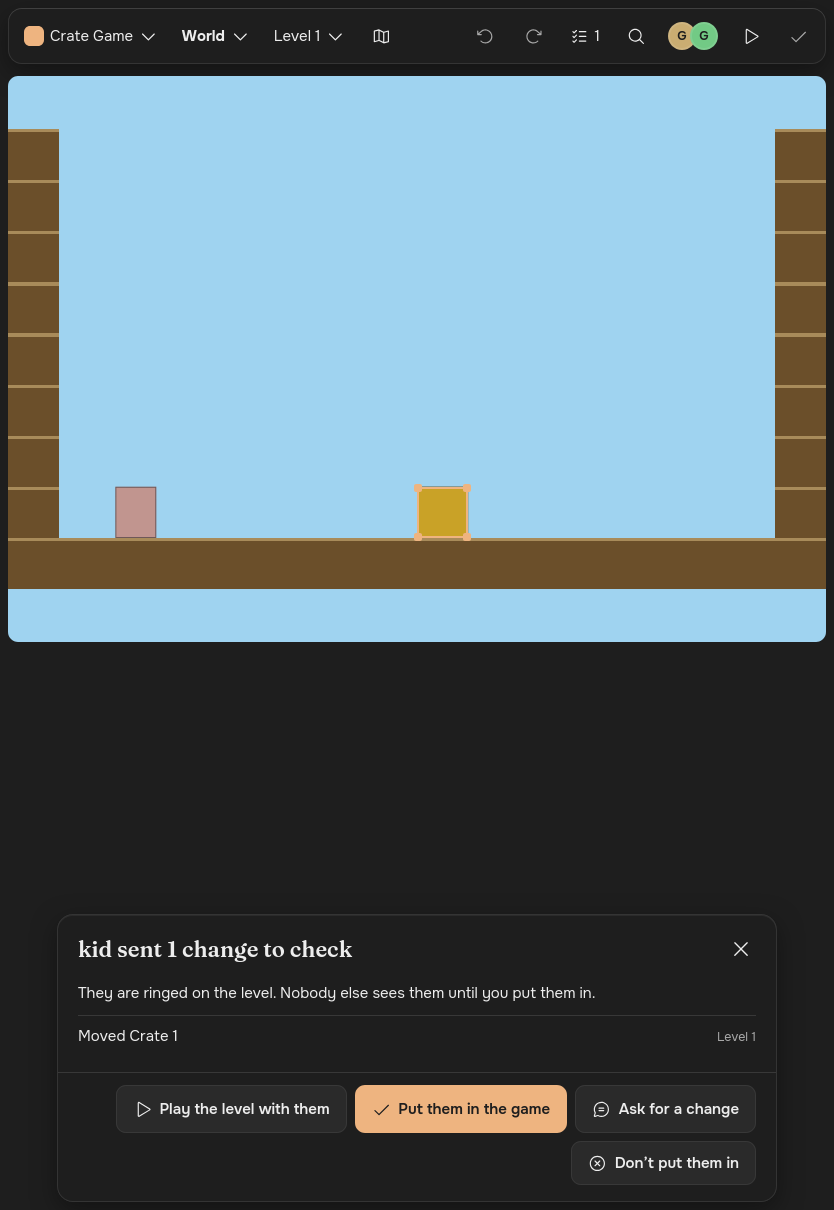 Crate Game World Level 1 1 G G
kid sent 1 change to check
They are ringed on the level. Nobody else sees them until you put them in.
Moved Crate 1 Level 1
Play the level with them Put them in the game Ask for a change
Don’t put them in